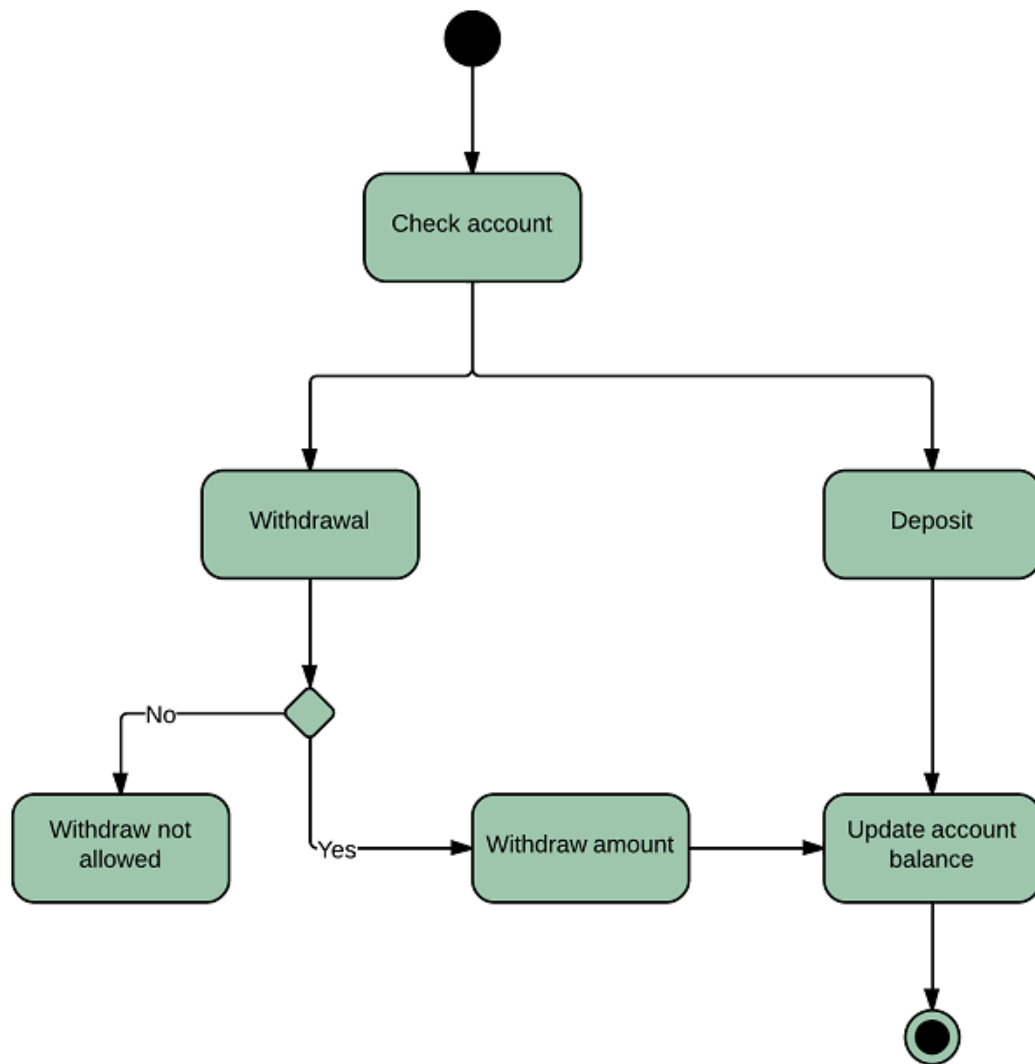 Check account
Withdrawal
Deposit
No
Withdraw not
allowed
Yes
Withdraw amount
Update account
balance